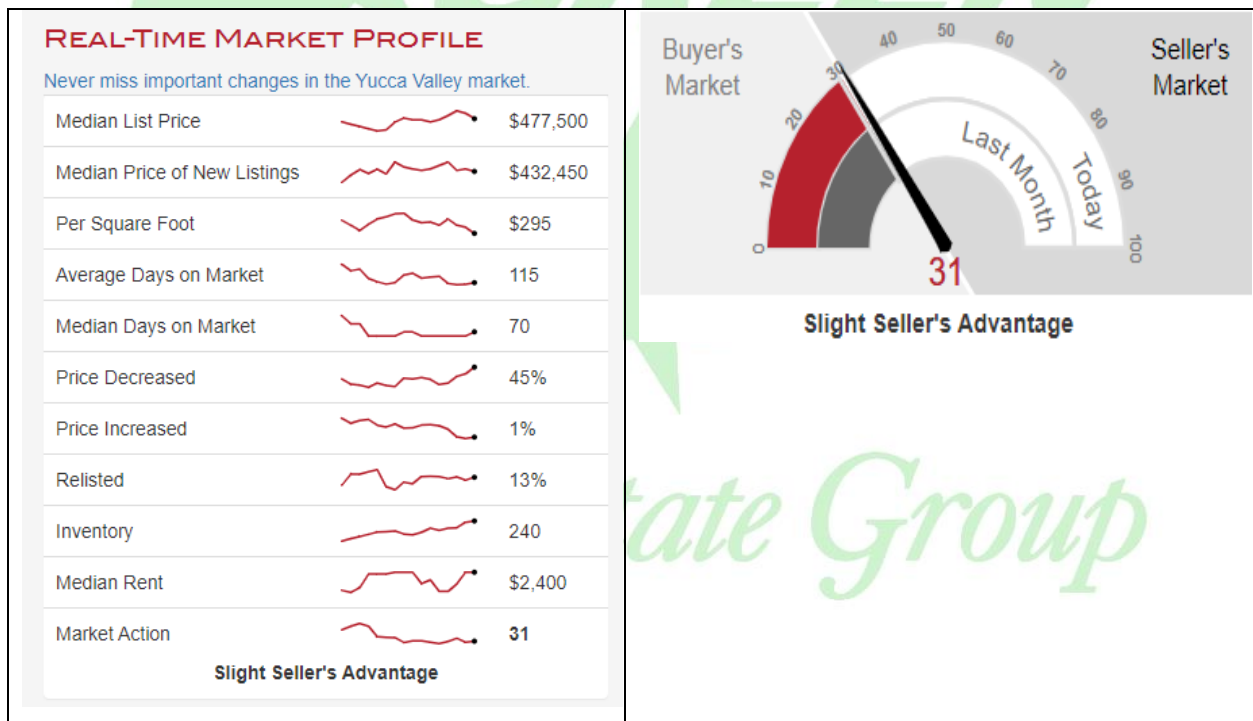 REAL-TIME MARKET PROFILE
Never miss important changes in the Yucca Valley market.
Median List Price $477,500
Median Price of New Listings $432,450
Per Square Foot $295
Average Days on Market 115
Median Days on Market 70
Price Decreased 45%
Price Increased 1%
Relisted 13%
Inventory 240
Median Rent $2,400
Market Action 31
Slight Seller's Advantage
Buyer's
Market
Seller's
Market
0
10
20
30
40
50
60
70
80
90
100
Last Month
Today
31
Slight Seller's Advantage
Group